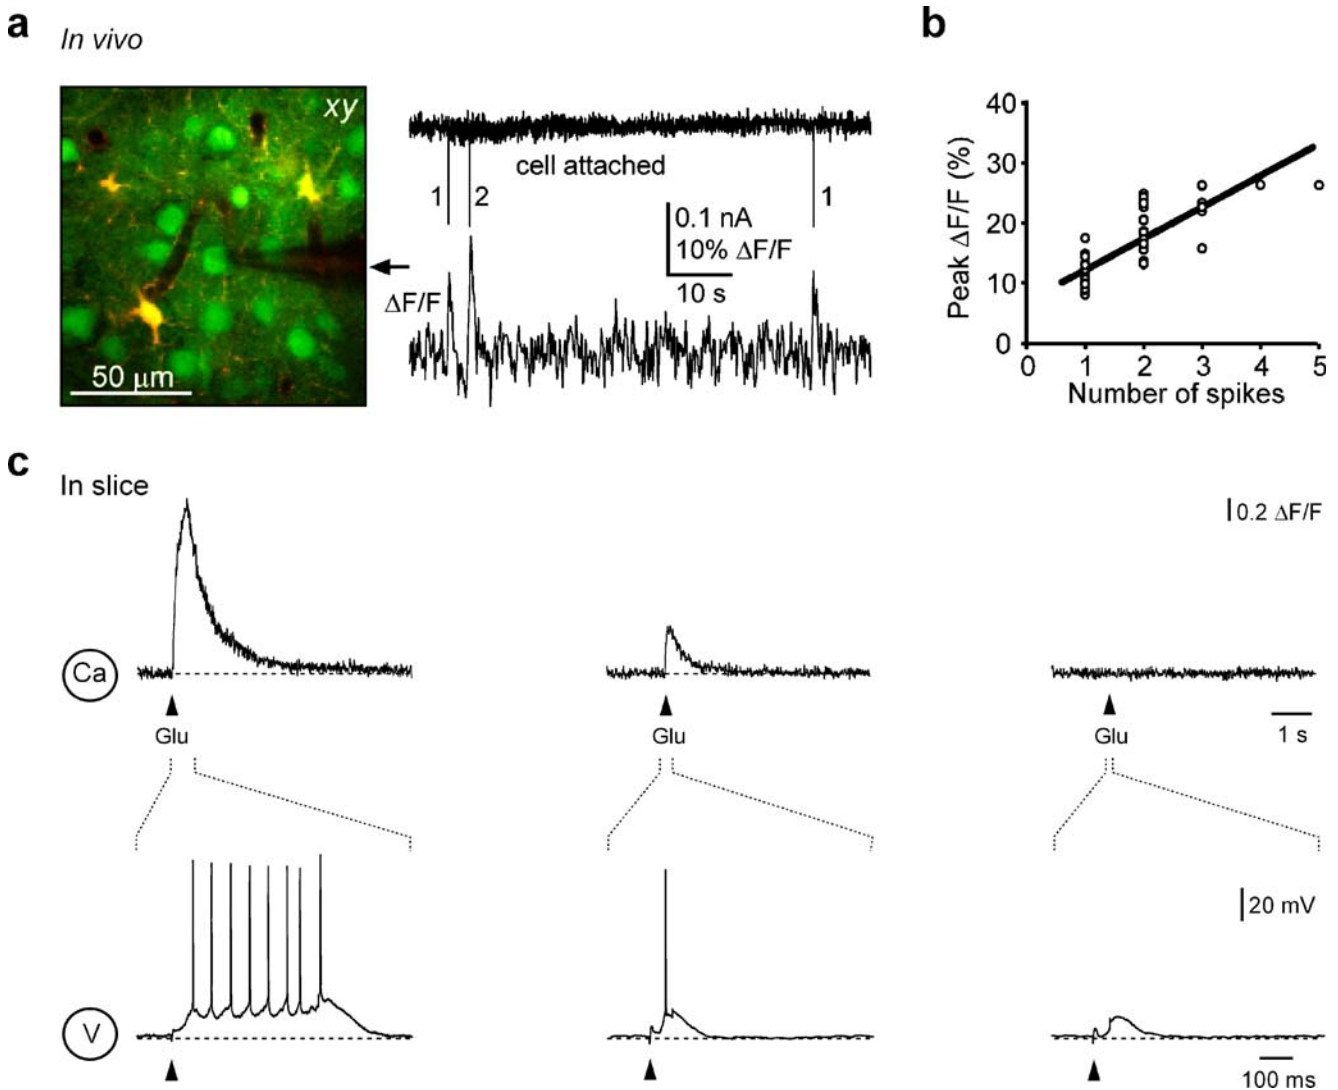 a
In vivo
xy
50 μm
cell attached
1
2
1
0.1 nA
10% ΔF/F
10 s
ΔF/F
b
Peak ΔF/F (%)
40
30
20
10
0
0 1 2 3 4 5
Number of spikes
c
In slice
0.2 ΔF/F
Ca
Glu
Glu
Glu
1 s
20 mV
V
100 ms